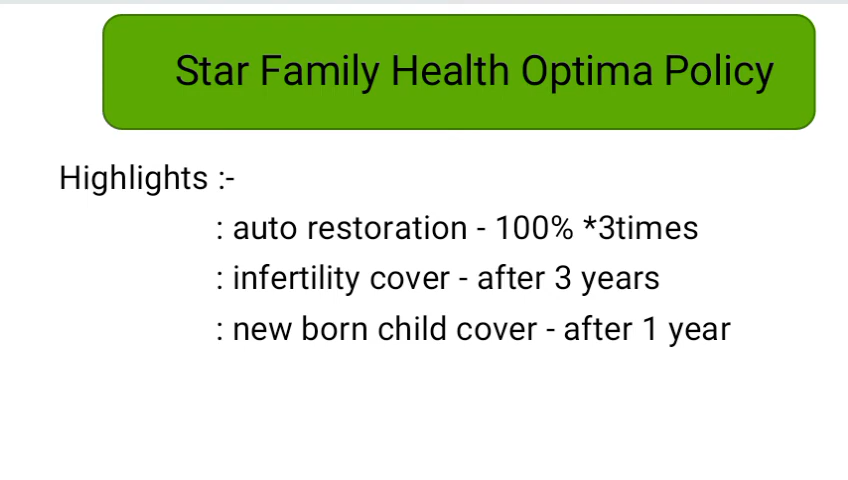 Star Family Health Optima Policy
Highlights :-
: auto restoration - 100% *3times
: infertility cover - after 3 years
: new born child cover - after 1 year